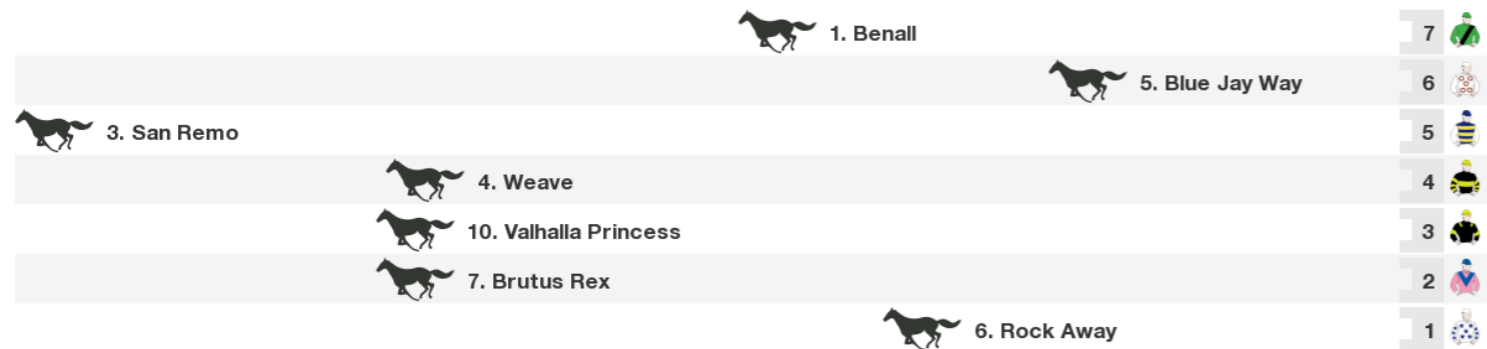 1. Benall 7
5. Blue Jay Way 6
3. San Remo 5
4. Weave 4
10. Valhalla Princess 3
7. Brutus Rex 2
6. Rock Away 1